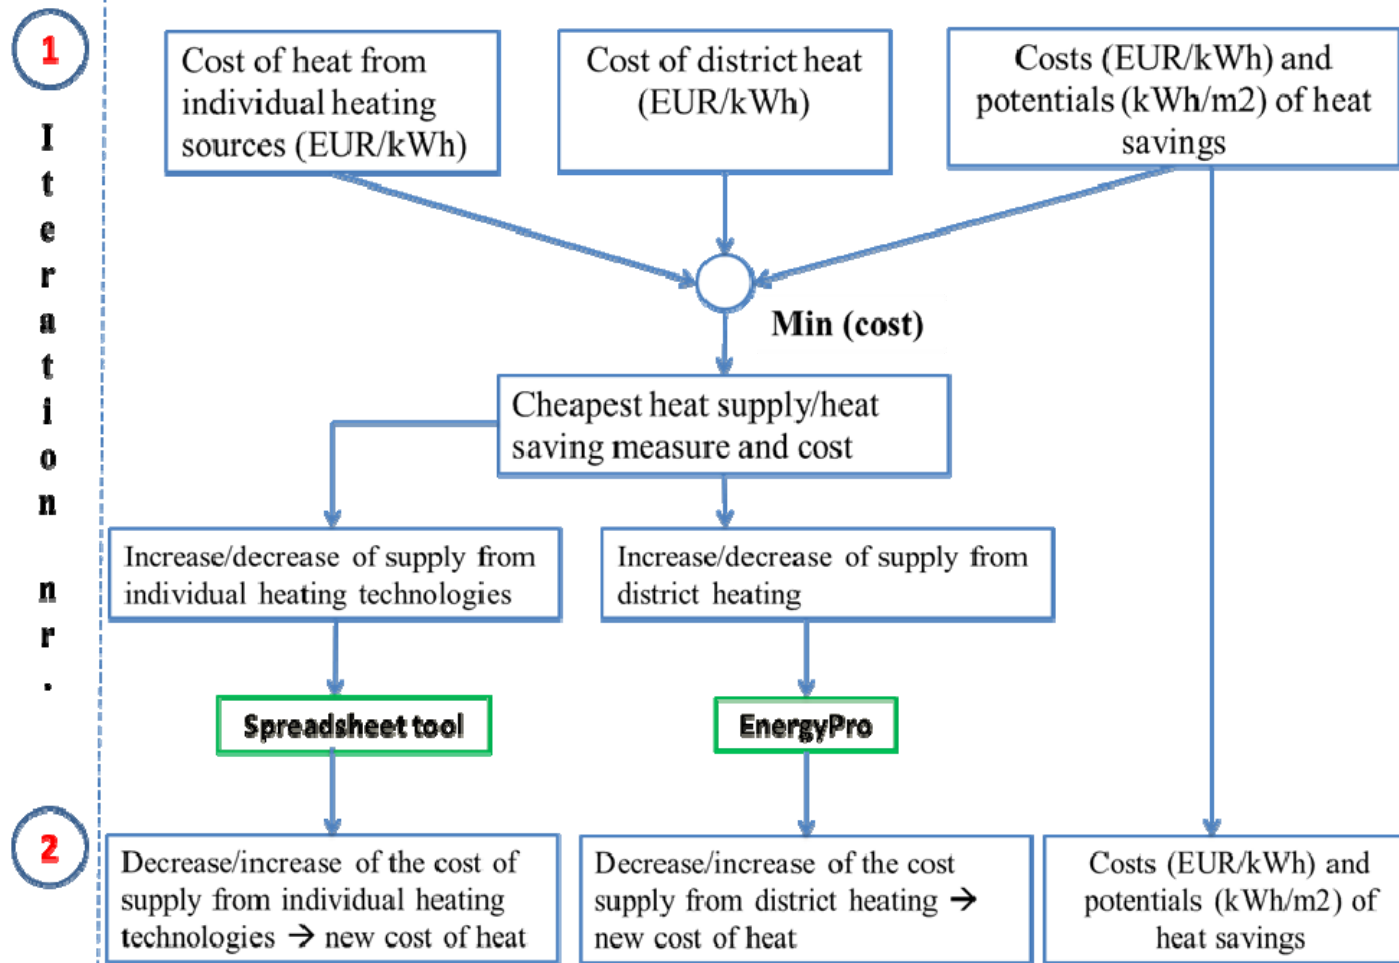 1
Iteration nr.
Cost of heat from
individual heating
sources (EUR/kWh)
Cost of district heat
(EUR/kWh)
Costs (EUR/kWh) and
potentials (kWh/m2) of heat
savings
Min (cost)
Cheapest heat supply/heat
saving measure and cost
Increase/decrease of supply from
individual heating technologies
Increase/decrease of supply from
district heating
Spreadsheet tool
EnergyPro
2
Decrease/increase of the cost of
supply from individual heating
technologies → new cost of heat
Decrease/increase of the cost
supply from district heating →
new cost of heat
Costs (EUR/kWh) and
potentials (kWh/m2) of
heat savings